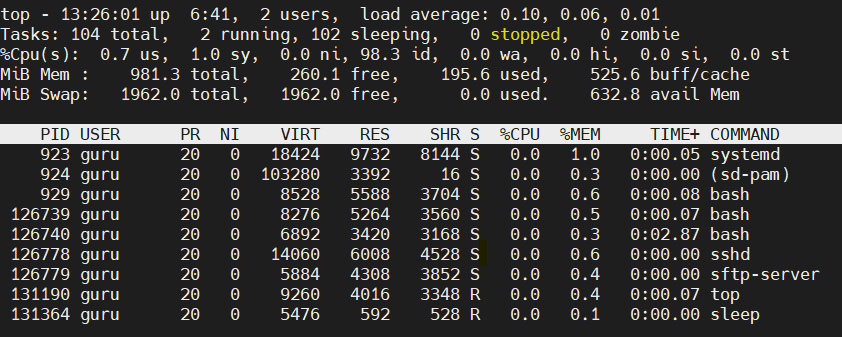 top - 13:26:01 up  6:41,  2 users,  load average: 0.10, 0.06, 0.01
Tasks: 104 total,   2 running, 102 sleeping,   0 stopped,   0 zombie
%Cpu(s):  0.7 us,  1.0 sy,  0.0 ni, 98.3 id,  0.0 wa,  0.0 hi,  0.0 si,  0.0 st
MiB Mem :    981.3 total,    260.1 free,    195.6 used,    525.6 buff/cache
MiB Swap:   1962.0 total,   1962.0 free,      0.0 used.    632.8 avail Mem
PID USER      PR  NI    VIRT    RES    SHR S  %CPU  %MEM     TIME+ COMMAND
923 guru      20   0   18424   9732   8144 S   0.0   1.0   0:00.05 systemd
924 guru      20   0  103280   3392     16 S   0.0   0.3   0:00.00 (sd-pam)
929 guru      20   0    8528   5588   3704 S   0.0   0.6   0:00.08 bash
126739 guru      20   0    8276   5264   3560 S   0.0   0.5   0:00.07 bash
126740 guru      20   0    6892   3420   3168 S   0.0   0.3   0:02.87 bash
126778 guru      20   0   14060   6008   4528 S   0.0   0.6   0:00.00 sshd
126779 guru      20   0    5884   4308   3852 S   0.0   0.4   0:00.00 sftp-server
131190 guru      20   0    9260   4016   3348 R   0.0   0.4   0:00.07 top
131364 guru      20   0    5476    592    528 R   0.0   0.1   0:00.00 sleep